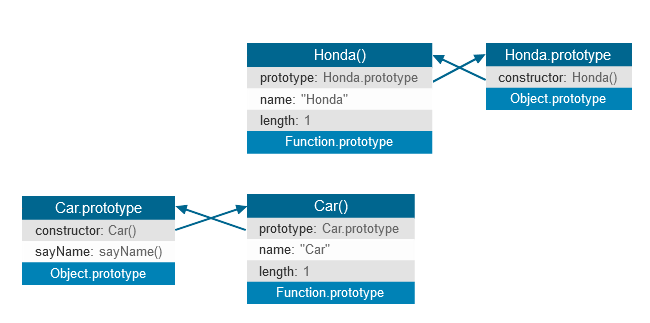 Honda()
prototype: Honda.prototype
name: "Honda"
length: 1
Function.prototype
Honda.prototype
constructor: Honda()
Object.prototype
Car.prototype
constructor: Car()
sayName: sayName()
Object.prototype
Car()
prototype: Car.prototype
name: "Car"
length: 1
Function.prototype